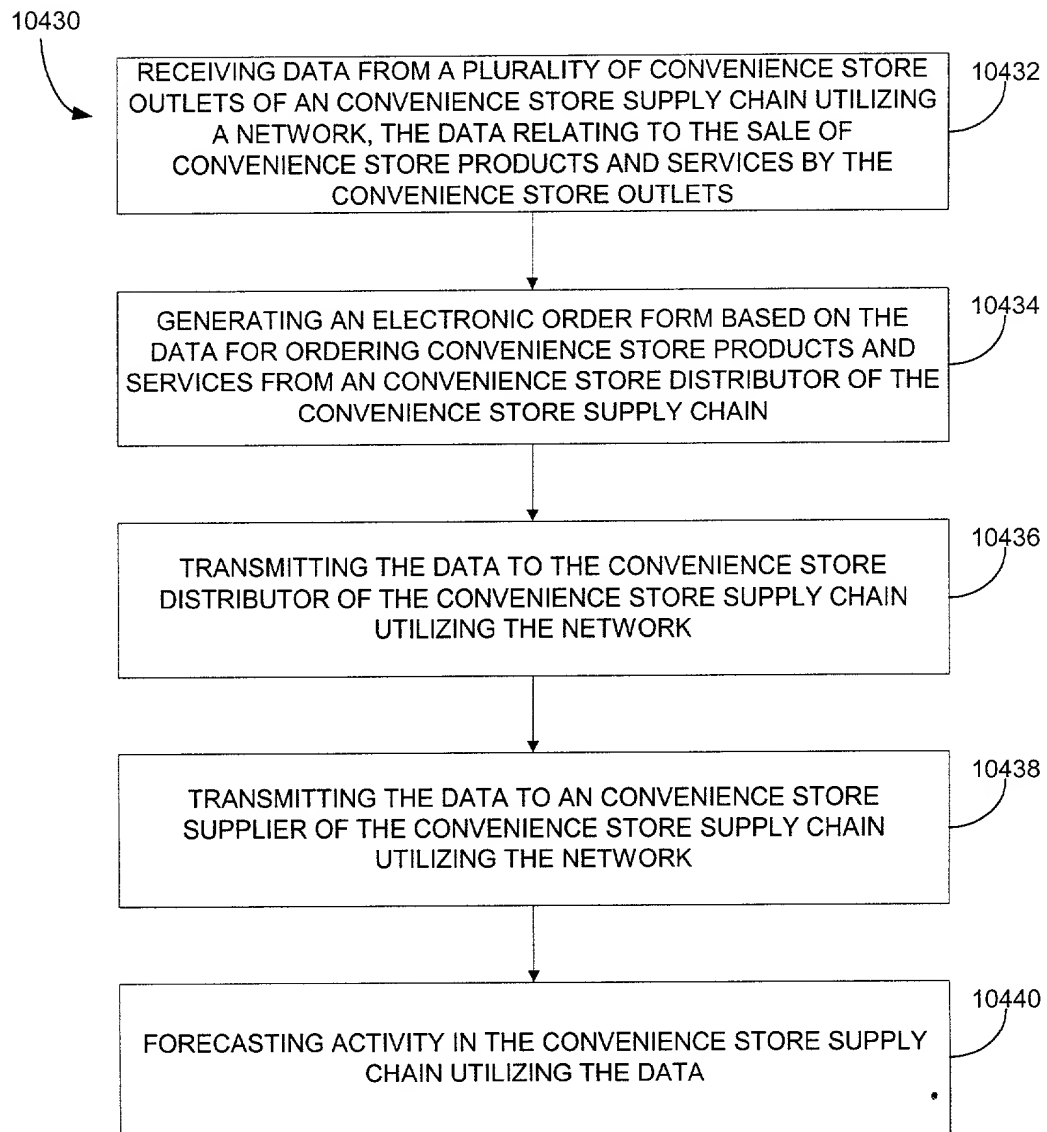 10430
RECEIVING DATA FROM A PLURALITY OF CONVENIENCE STORE
OUTLETS OF AN CONVENIENCE STORE SUPPLY CHAIN UTILIZING
A NETWORK, THE DATA RELATING TO THE SALE OF
CONVENIENCE STORE PRODUCTS AND SERVICES BY THE
CONVENIENCE STORE OUTLETS
10432
GENERATING AN ELECTRONIC ORDER FORM BASED ON THE
DATA FOR ORDERING CONVENIENCE STORE PRODUCTS AND
SERVICES FROM AN CONVENIENCE STORE DISTRIBUTOR OF THE
CONVENIENCE STORE SUPPLY CHAIN
10434
TRANSMITTING THE DATA TO THE CONVENIENCE STORE
DISTRIBUTOR OF THE CONVENIENCE STORE SUPPLY CHAIN
UTILIZING THE NETWORK
10436
TRANSMITTING THE DATA TO AN CONVENIENCE STORE
SUPPLIER OF THE CONVENIENCE STORE SUPPLY CHAIN
UTILIZING THE NETWORK
10438
FORECASTING ACTIVITY IN THE CONVENIENCE STORE SUPPLY
CHAIN UTILIZING THE DATA
10440